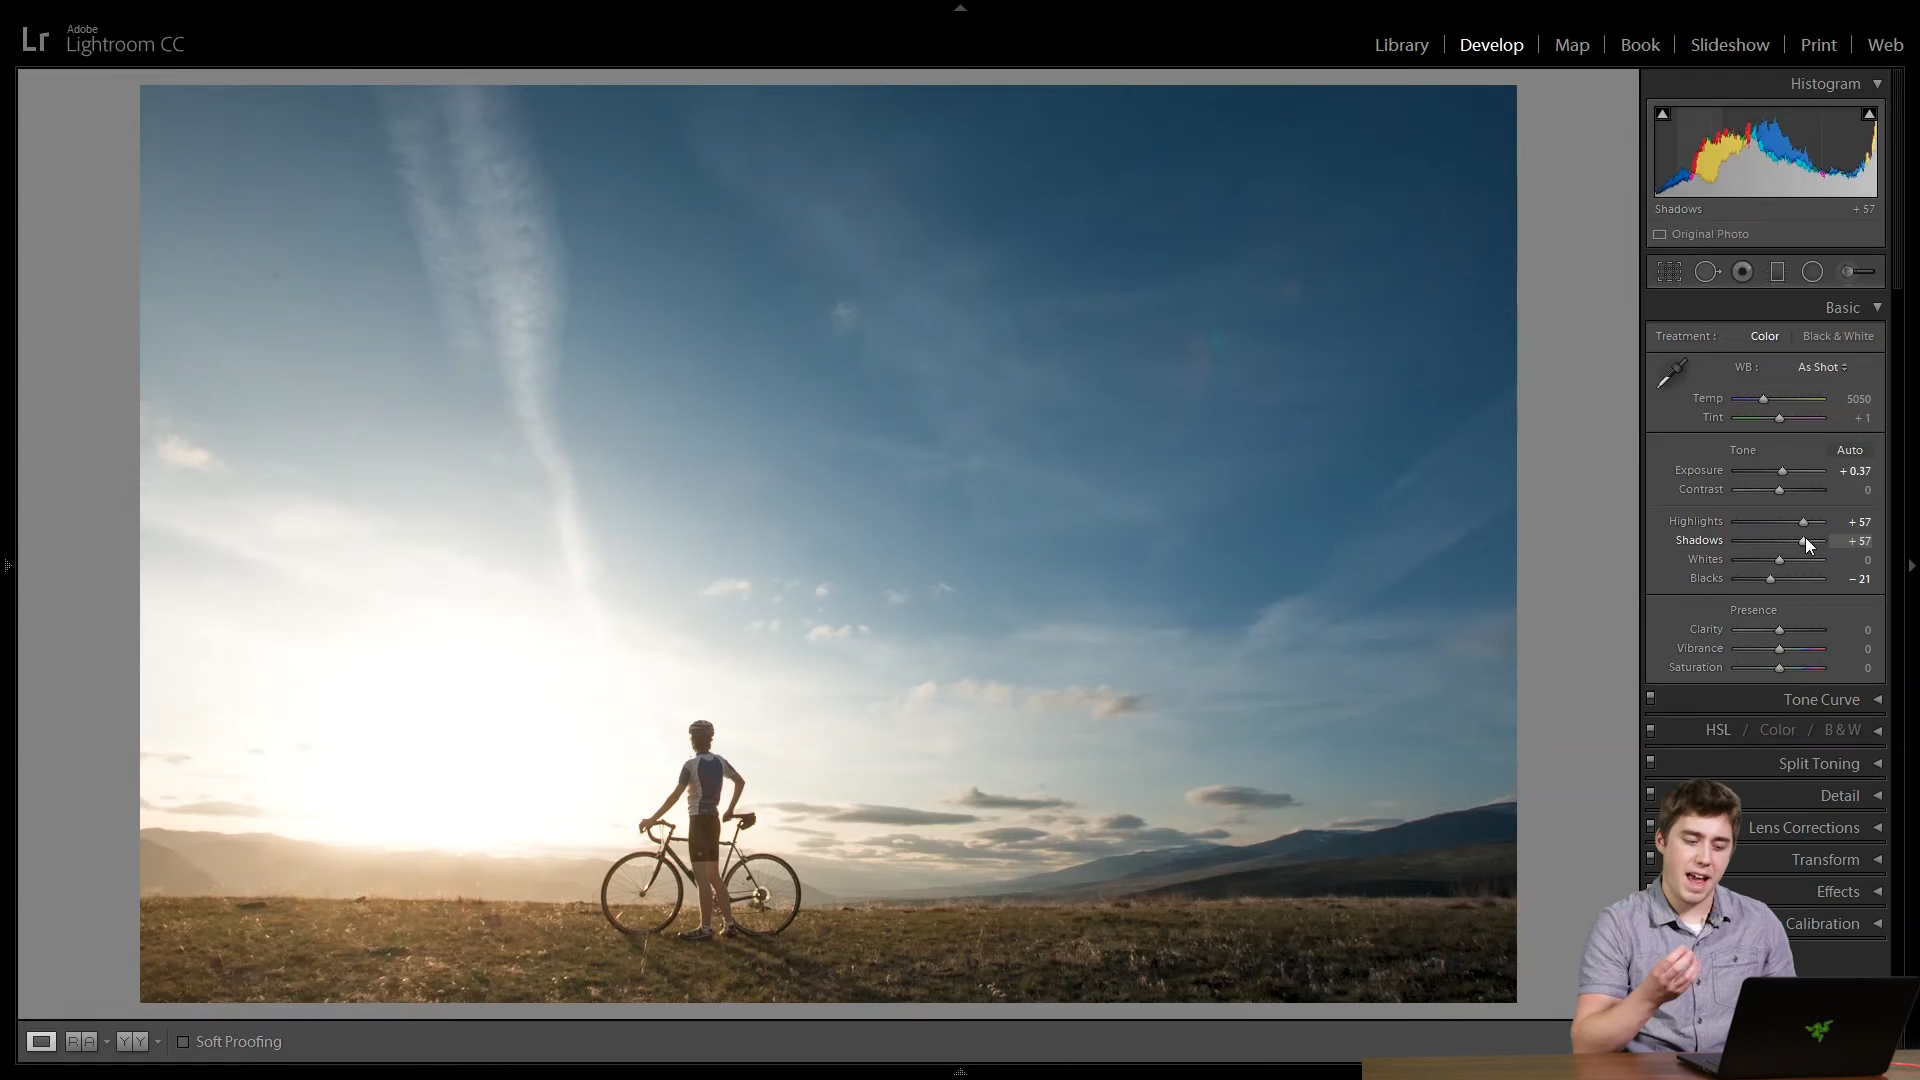 Lr Adobe
Lightroom CC
Library Develop Map Book Slideshow Print Web
Histogram
Shadows +57
Original Photo
Basic
Treatment : Color Black & White
WB : As Shot
Temp 5050
Tint +1
Tone Auto
Exposure +0.37
Contrast 0
Highlights +57
Shadows +57
Whites 0
Blacks −21
Presence
Clarity 0
Vibrance 0
Saturation 0
Tone Curve
HSL / Color / B & W
Split Toning
Detail
Lens Corrections
Transform
Effects
Calibration
R A Y Y Soft Proofing